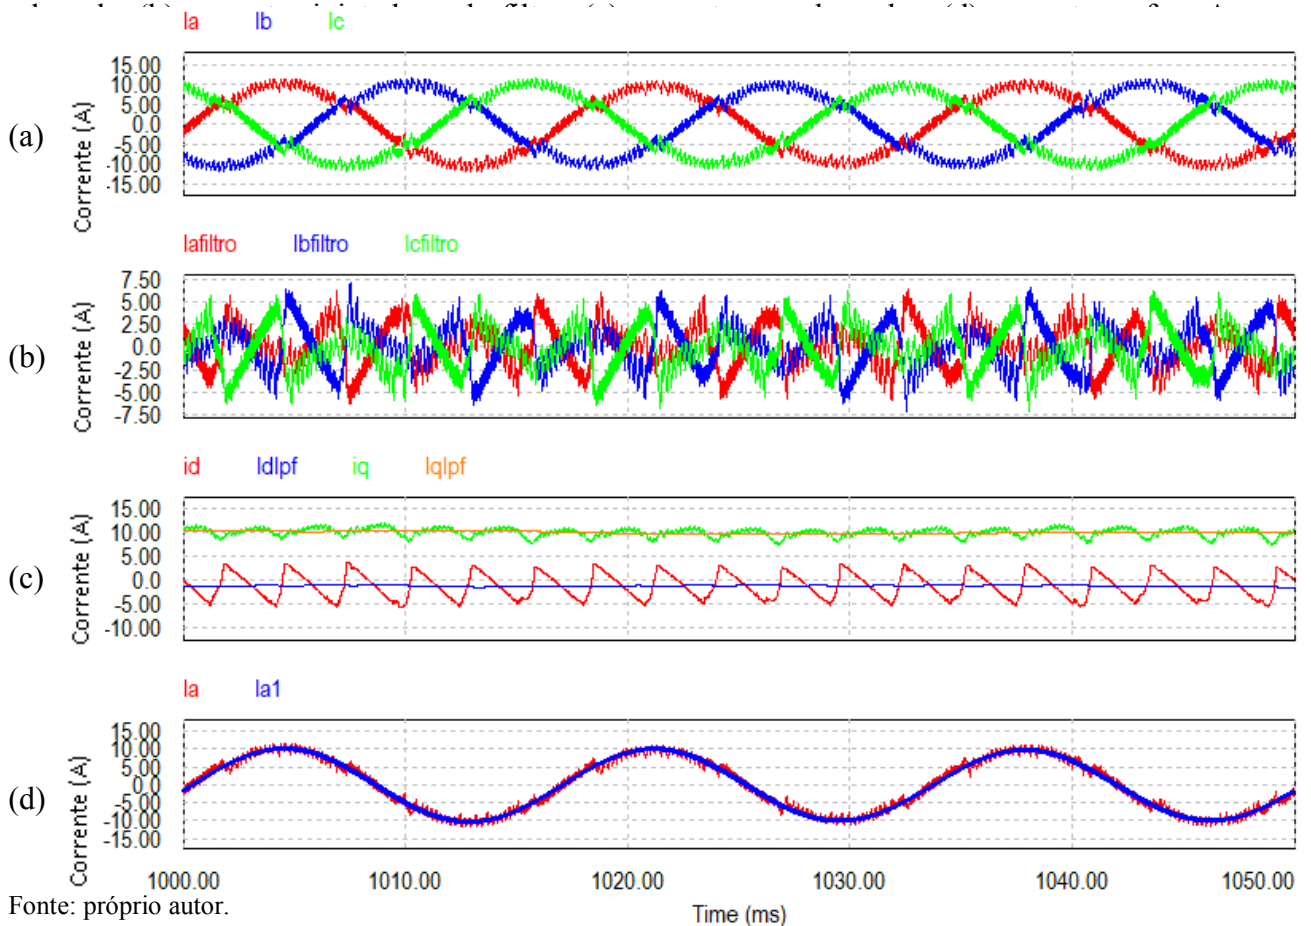 Ia Ib Ic
15.00
10.00
5.00
0.0
-5.00
-10.00
-15.00
Corrente (A)
(a)
Iafiltro Ibfiltro Icfiltro
7.50
5.00
2.50
0.0
-2.50
-5.00
-7.50
Corrente (A)
(b)
id Idlpf iq Iqlpf
15.00
10.00
5.00
0.0
-5.00
-10.00
Corrente (A)
(c)
Ia Ia1
15.00
10.00
5.00
0.00
-5.00
-10.00
-15.00
Corrente (A)
(d)
1000.00 1010.00 1020.00 1030.00 1040.00 1050.00
Time (ms)
Fonte: próprio autor.